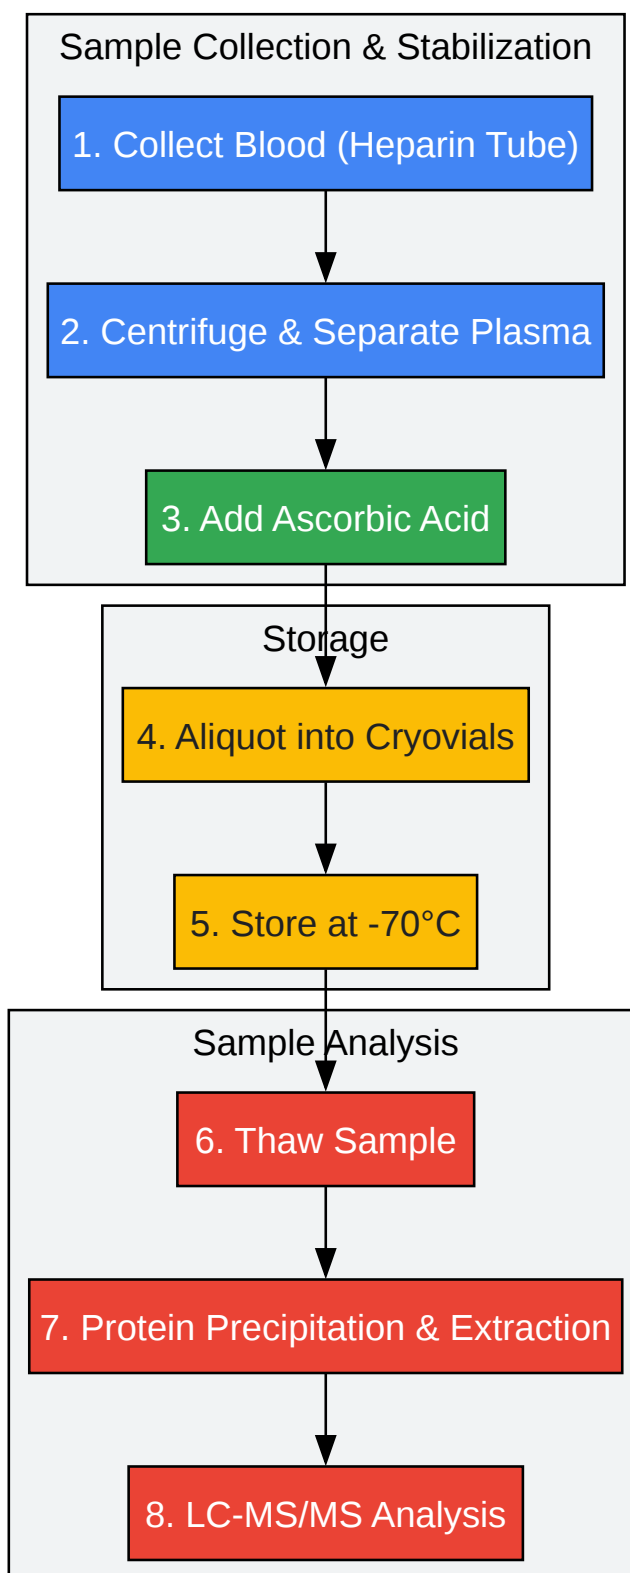 Sample Collection & Stabilization
1. Collect Blood (Heparin Tube)
2. Centrifuge & Separate Plasma
3. Add Ascorbic Acid
Storage
4. Aliquot into Cryovials
5. Store at -70°C
Sample Analysis
6. Thaw Sample
7. Protein Precipitation & Extraction
8. LC-MS/MS Analysis